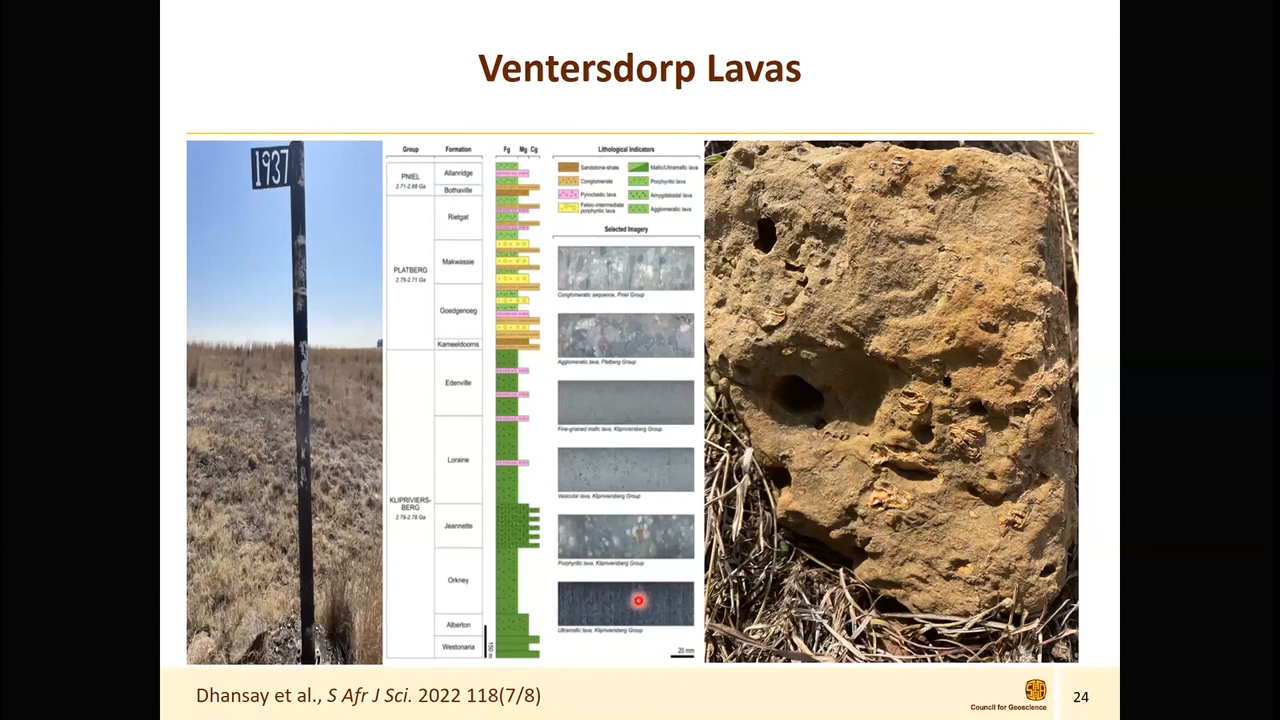 Ventersdorp Lavas
1937
Group Formation Fg Mg Cg Lithological Indicators
PNIEL
2.71-2.69 Ga
Allanridge
Bothaville
PLATBERG
2.75-2.71 Ga
Rietgat
Makwassie
Goedgenoeg
Kameeldoorns
KLIPRIVIERS-
BERG
2.79-2.78 Ga
Edenville
Loraine
Jeannette
Orkney
Alberton
Westonaria
150 m
Sandstone-shale
Conglomerate
Pyroclastic lava
Felsic-intermediate
porphyritic lava
Mafic/Ultramafic lava
Porphyritic lava
Amygdaloidal lava
Agglomeratic lava
Selected Imagery
Conglomeratic sequence, Pniel Group
Agglomeratic lava, Platberg Group
Fine-grained mafic lava, Klipriviersberg Group
Vesicular lava, Klipriviersberg Group
Porphyritic lava, Klipriviersberg Group
Ultramafic lava, Klipriviersberg Group
20 mm
Dhansay et al., S Afr J Sci. 2022 118(7/8)
Council for Geoscience
24